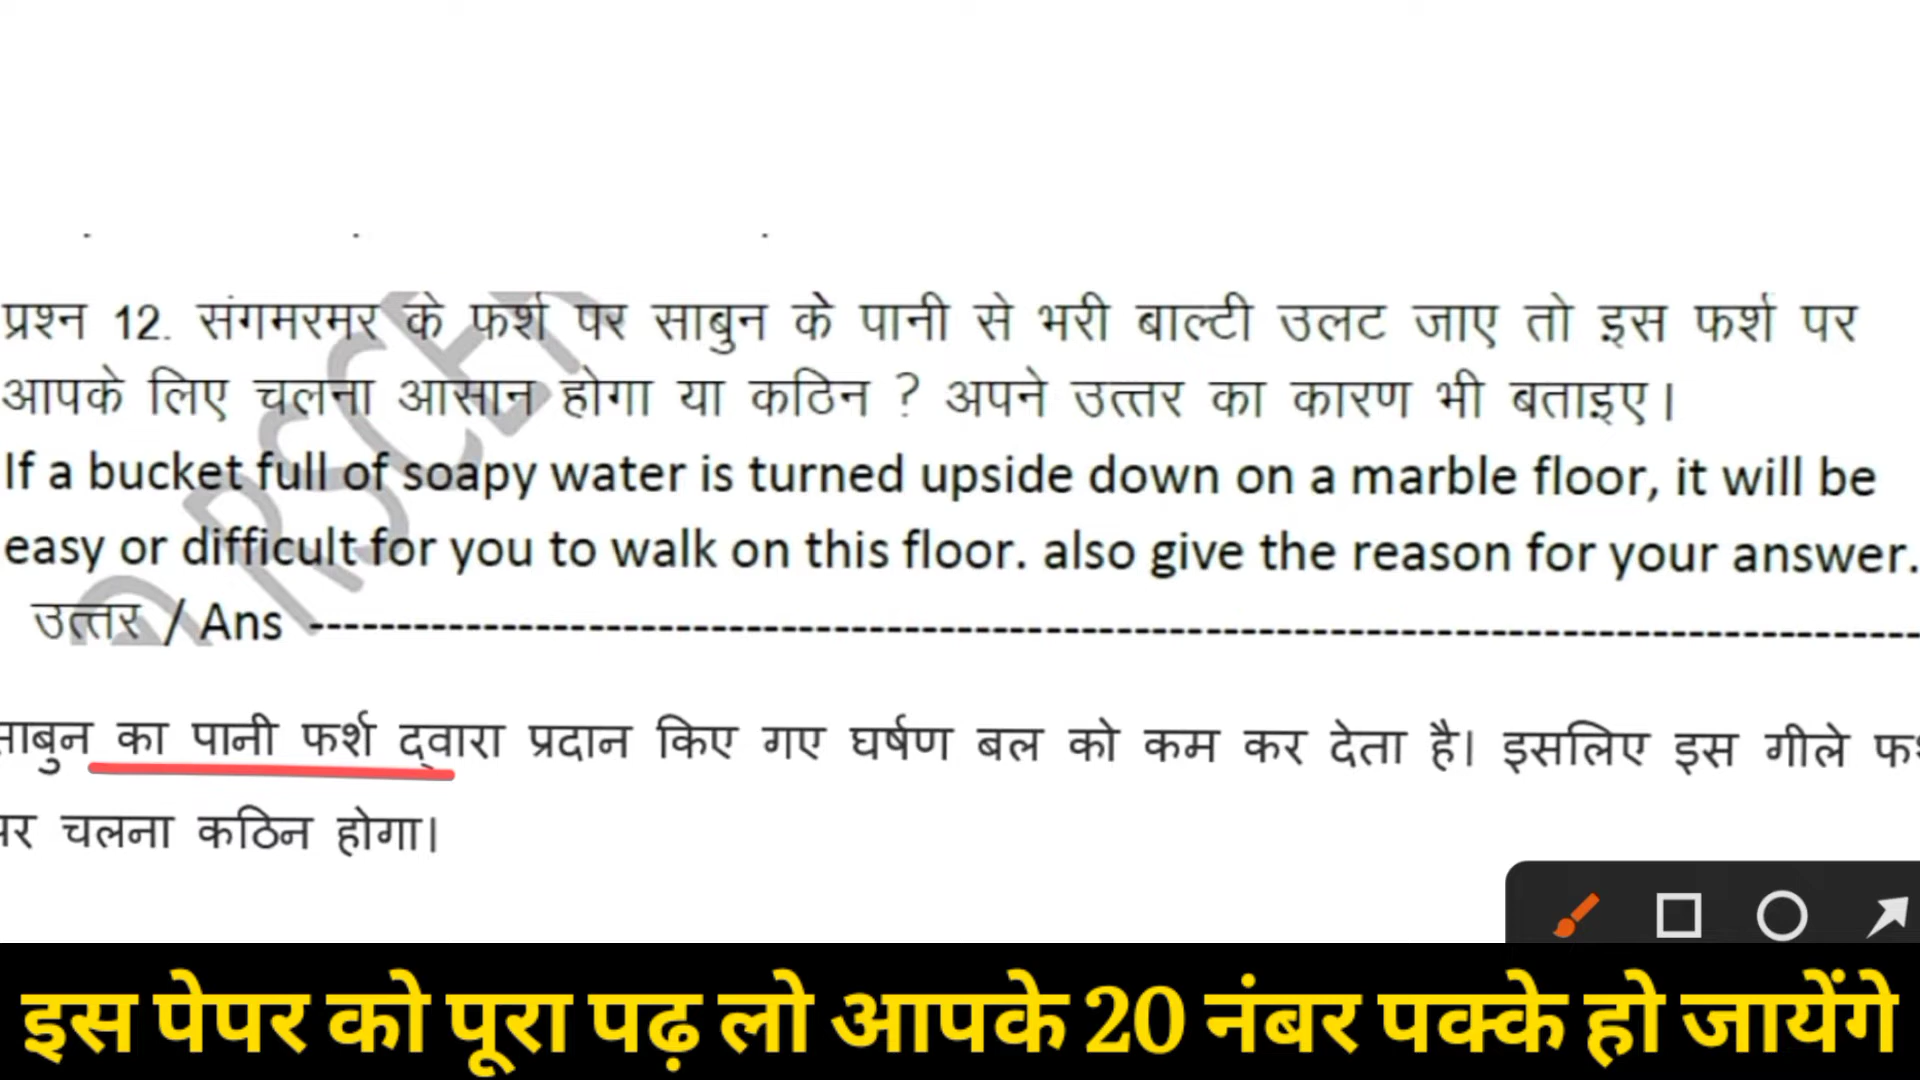 प्रश्न 12. संगमरमर के फर्श पर साबुन के पानी से भरी बाल्टी उलट जाए तो इस फर्श पर
आपके लिए चलना आसान होगा या कठिन ? अपने उत्तर का कारण भी बताइए।
If a bucket full of soapy water is turned upside down on a marble floor, it will be
easy or difficult for you to walk on this floor. also give the reason for your answer.
उत्तर / Ans -----------------------------------------------------------------------------------------------
साबुन का पानी फर्श द्वारा प्रदान किए गए घर्षण बल को कम कर देता है। इसलिए इस गीले फर्श
पर चलना कठिन होगा।
इस पेपर को पूरा पढ़ लो आपके 20 नंबर पक्के हो जायेंगे